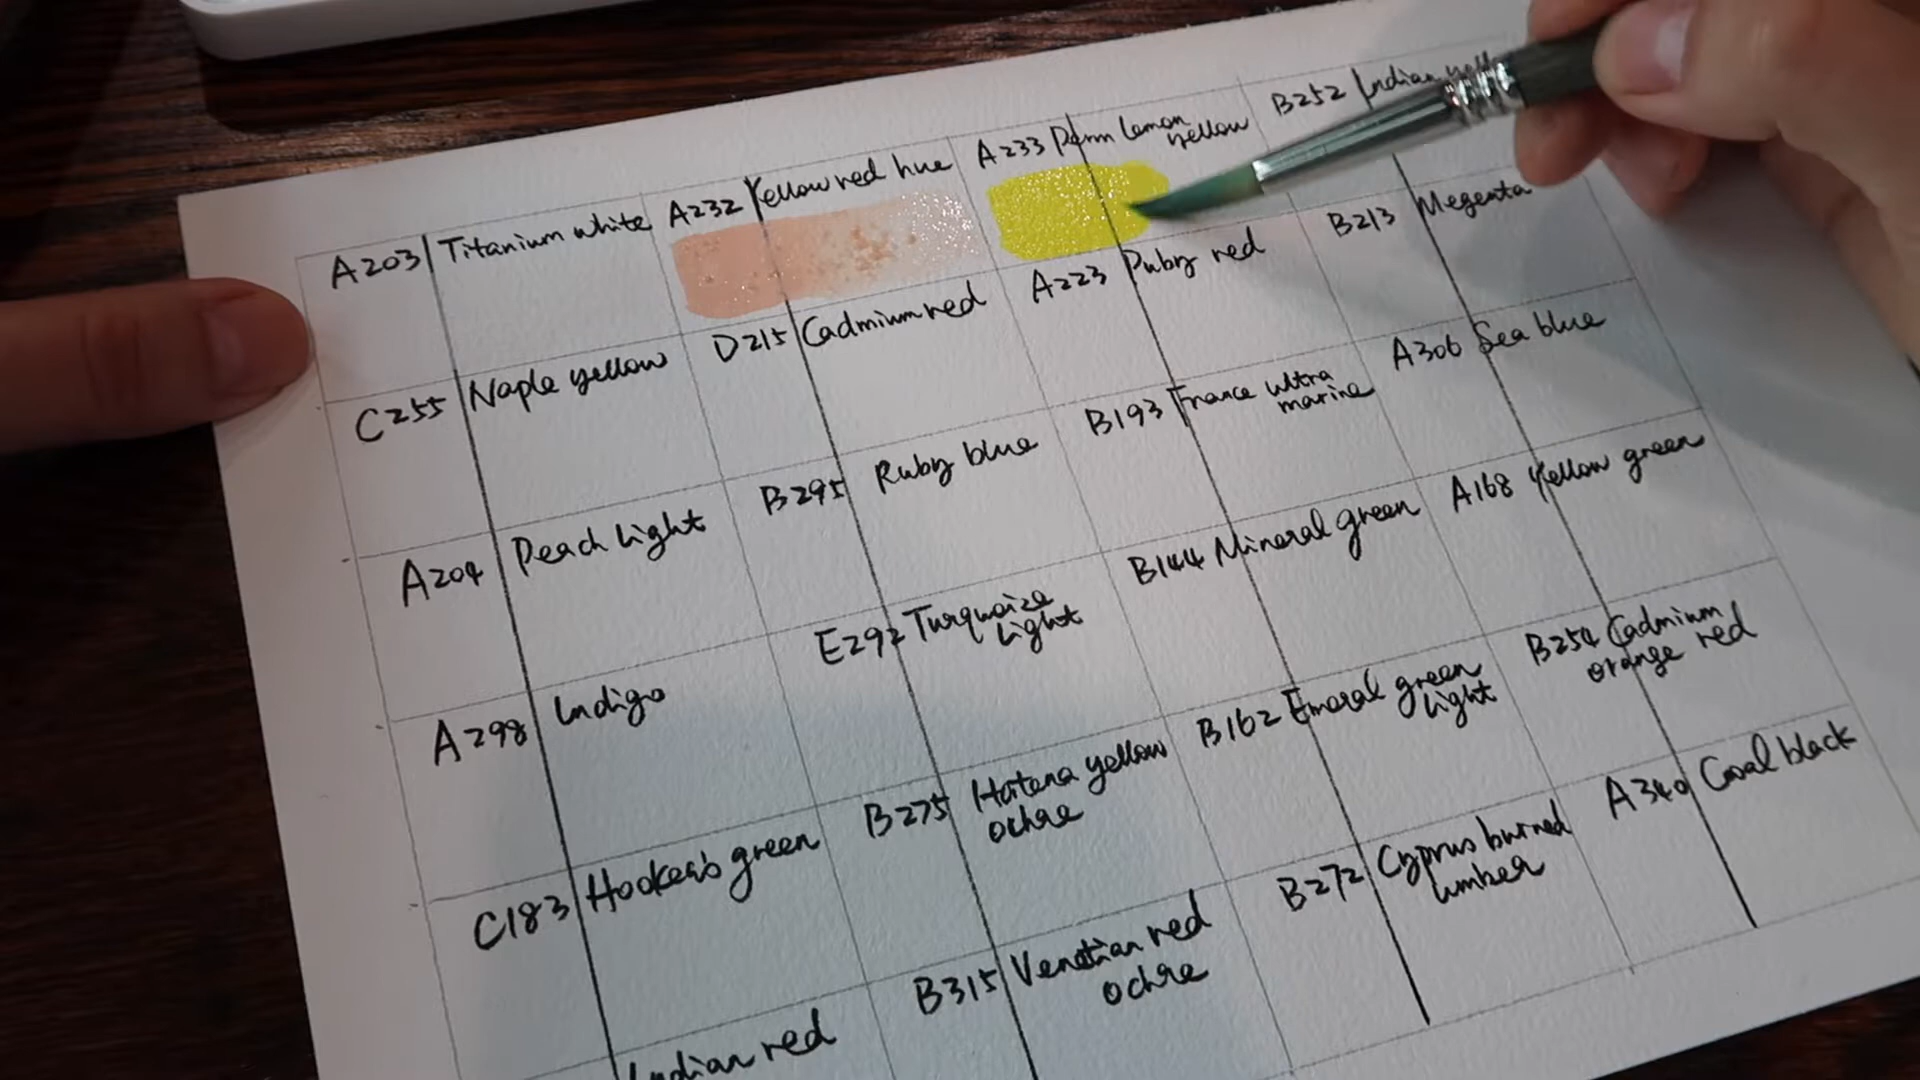 A203 Titanium white
A232 Yellow red hue
A233 Perm lemon
yellow
B252 Indian
C255 Naple yellow
D215 Cadmium red
A223 Ruby red
B213 Megenta
A204 Peach Light
B295 Ruby blue
B193 France ultra
marine
A306 Sea blue
A298 Indigo
E292 Turquoize
Light
B144 Mineral green
A168 Yellow green
C183 Hooker's green
B275 Hatena yellow
ochre
B162 Emeral green
light
B254 Cadmium
orange red
Indian red
B315 Venetian red
ochre
B272 Cyprus burned
umber
A340 Coal black